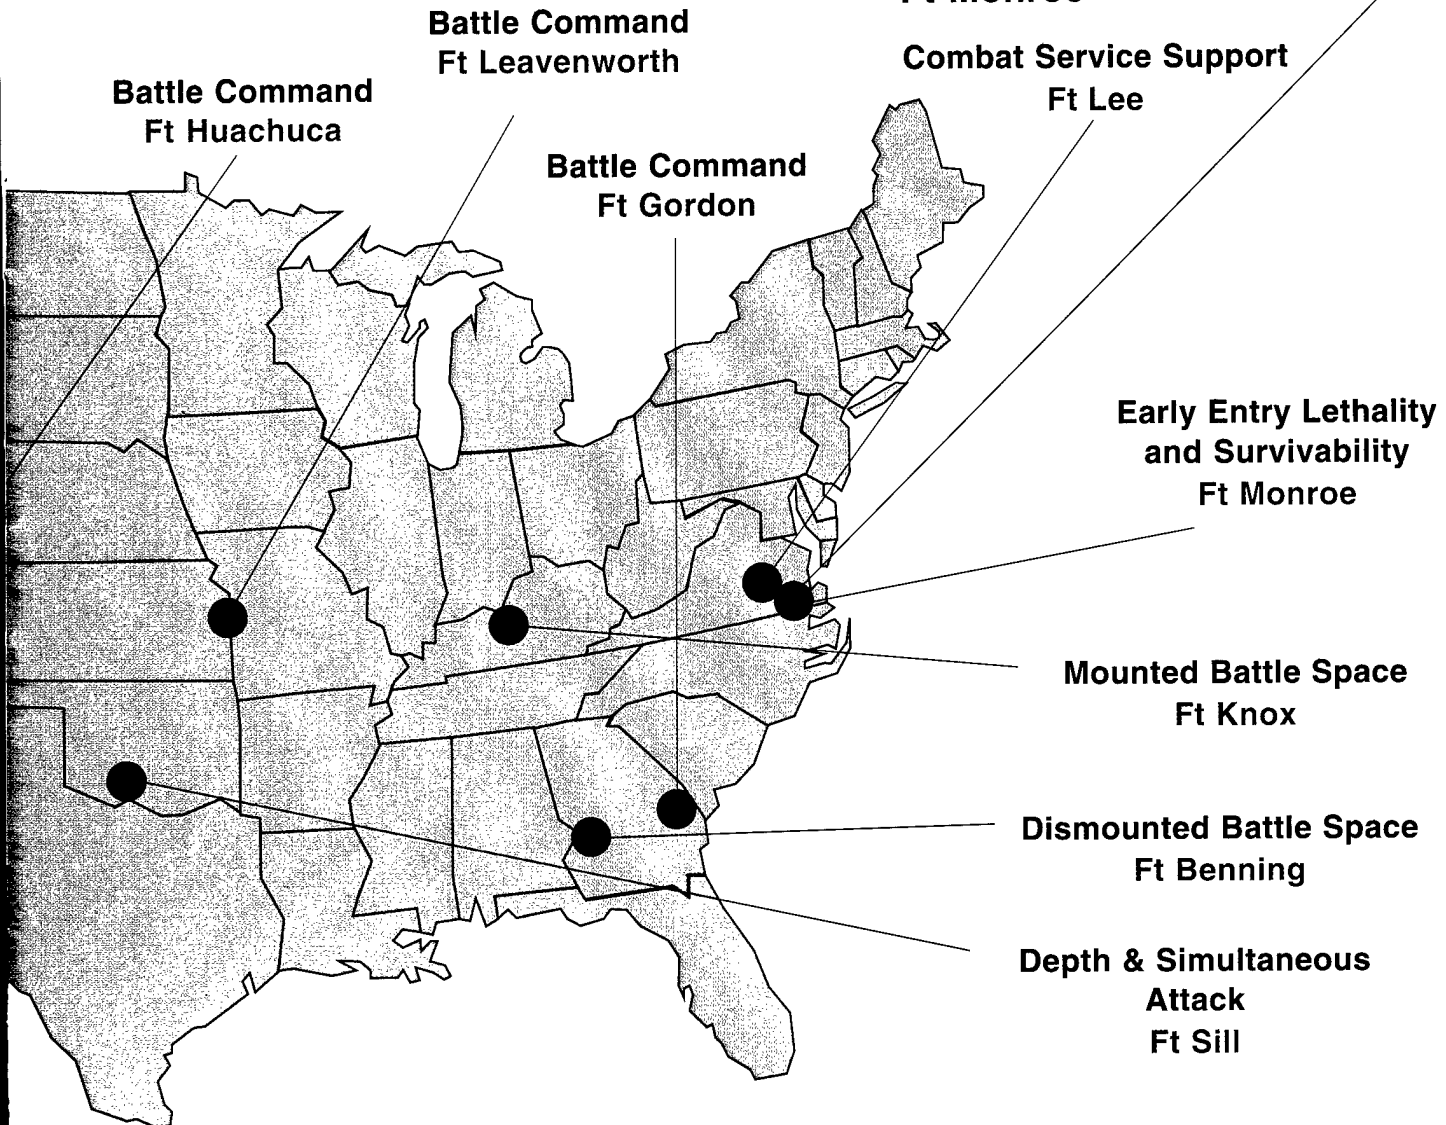 Ft Monroe
Battle Command
Ft Leavenworth
Combat Service Support
Ft Lee
Battle Command
Ft Huachuca
Battle Command
Ft Gordon
Early Entry Lethality
and Survivability
Ft Monroe
Mounted Battle Space
Ft Knox
Dismounted Battle Space
Ft Benning
Depth & Simultaneous
Attack
Ft Sill